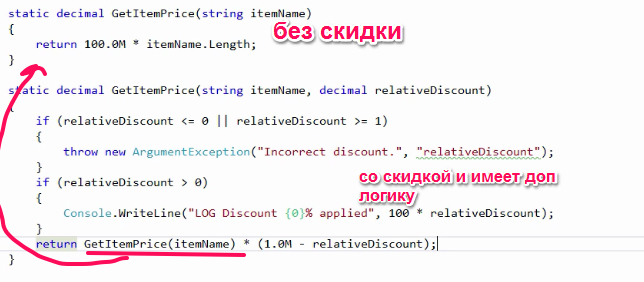 static decimal GetItemPrice(string itemName)
{
без скидки
return 100.0M * itemName.Length;
}
static decimal GetItemPrice(string itemName, decimal relativeDiscount)
{
if (relativeDiscount <= 0 || relativeDiscount >= 1)
{
throw new ArgumentException("Incorrect discount.", "relativeDiscount");
}
if (relativeDiscount > 0)
со скидкой и имеет доп
логику
{
Console.WriteLine("LOG Discount {0}% applied", 100 * relativeDiscount);
}
return GetItemPrice(itemName) * (1.0M - relativeDiscount);
}